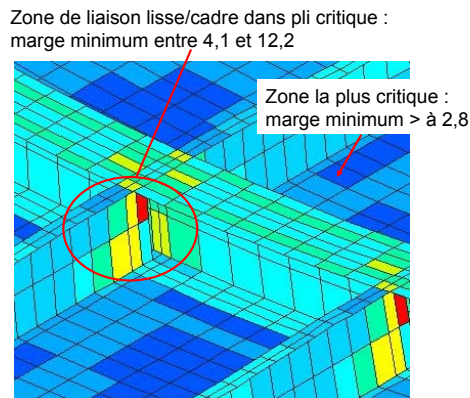 Zone de liaison lisse/cadre dans pli critique :
marge minimum entre 4,1 et 12,2
Zone la plus critique :
marge minimum > à 2,8